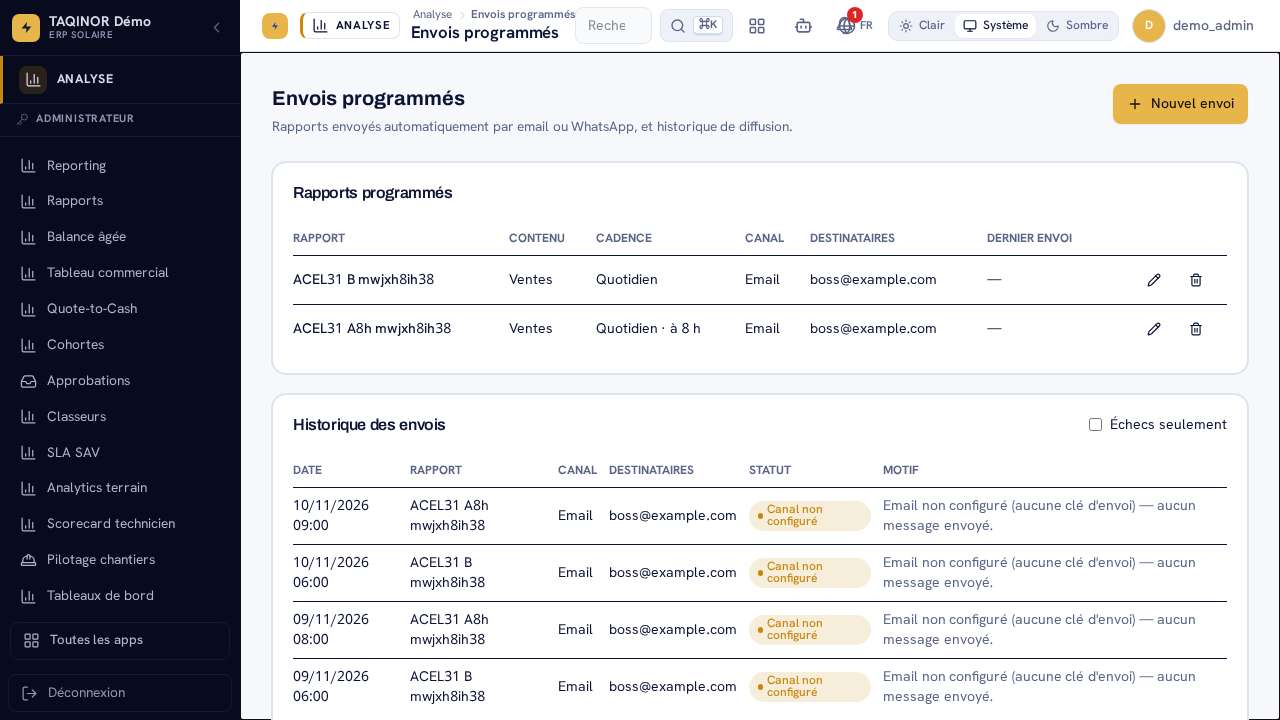 TAQINOR Démo
ERP SOLAIRE
ANALYSE
ADMINISTRATEUR
Reporting
Rapports
Balance âgée
Tableau commercial
Quote-to-Cash
Cohortes
Approbations
Classeurs
SLA SAV
Analytics terrain
Scorecard technicien
Pilotage chantiers
Tableaux de bord
Toutes les apps
Déconnexion
ANALYSE
Analyse > Envois programmés
Envois programmés
Reche
⌘K
1
FR
Clair
Système
Sombre
D
demo_admin
Envois programmés
Rapports envoyés automatiquement par email ou WhatsApp, et historique de diffusion.
+ Nouvel envoi
Rapports programmés
RAPPORT CONTENU CADENCE CANAL DESTINATAIRES DERNIER ENVOI
ACEL31 B mwjxh8ih38 Ventes Quotidien Email boss@example.com —
ACEL31 A8h mwjxh8ih38 Ventes Quotidien · à 8 h Email boss@example.com —
Historique des envois
Échecs seulement
DATE RAPPORT CANAL DESTINATAIRES STATUT MOTIF
10/11/2026 09:00 ACEL31 A8h mwjxh8ih38 Email boss@example.com Canal non configuré Email non configuré (aucune clé d'envoi) — aucun message envoyé.
10/11/2026 06:00 ACEL31 B mwjxh8ih38 Email boss@example.com Canal non configuré Email non configuré (aucune clé d'envoi) — aucun message envoyé.
09/11/2026 08:00 ACEL31 A8h mwjxh8ih38 Email boss@example.com Canal non configuré Email non configuré (aucune clé d'envoi) — aucun message envoyé.
09/11/2026 06:00 ACEL31 B mwjxh8ih38 Email boss@example.com Canal non configuré Email non configuré (aucune clé d'envoi) — aucun message envoyé.